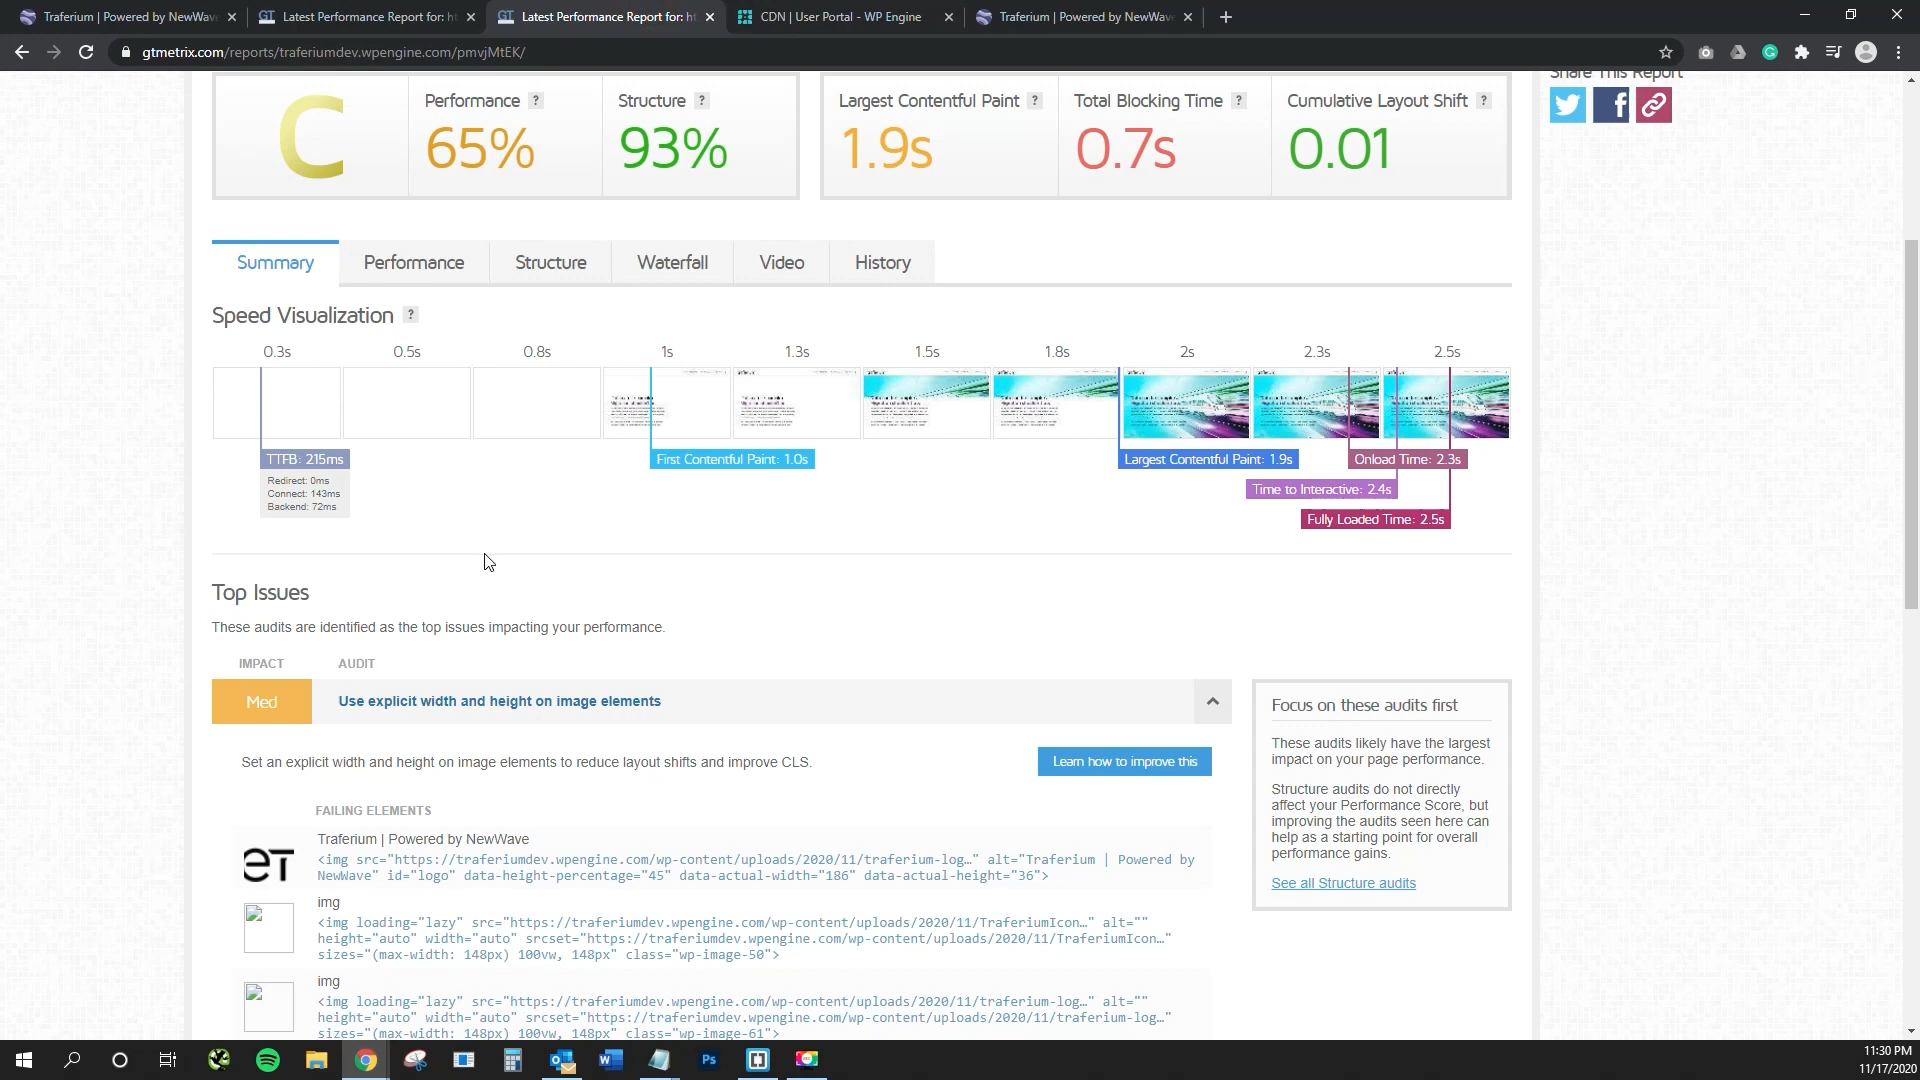 Traferium | Powered by NewWave
GT Latest Performance Report for: ht
GT Latest Performance Report for: ht
CDN | User Portal - WP Engine
Traferium | Powered by NewWave
gtmetrix.com/reports/traferiumdev.wpengine.com/pmvjMtEK/
Share This Report
C
Performance ?
65%
Structure ?
93%
Largest Contentful Paint ?
1.9s
Total Blocking Time ?
0.7s
Cumulative Layout Shift ?
0.01
Summary Performance Structure Waterfall Video History
Speed Visualization ?
0.3s 0.5s 0.8s 1s 1.3s 1.5s 1.8s 2s 2.3s 2.5s
TTFB: 215ms First Contentful Paint: 1.0s Largest Contentful Paint: 1.9s Onload Time: 2.3s
Redirect: 0ms
Connect: 143ms
Backend: 72ms
Time to Interactive: 2.4s
Fully Loaded Time: 2.5s
Top Issues
These audits are identified as the top issues impacting your performance.
IMPACT AUDIT
Med Use explicit width and height on image elements
Set an explicit width and height on image elements to reduce layout shifts and improve CLS.
Learn how to improve this
FAILING ELEMENTS
eT
Traferium | Powered by NewWave
<img src="https://traferiumdev.wpengine.com/wp-content/uploads/2020/11/traferium-log…" alt="Traferium | Powered by
NewWave" id="logo" data-height-percentage="45" data-actual-width="186" data-actual-height="36">
img
<img loading="lazy" src="https://traferiumdev.wpengine.com/wp-content/uploads/2020/11/TraferiumIcon…" alt=""
height="auto" width="auto" srcset="https://traferiumdev.wpengine.com/wp-content/uploads/2020/11/TraferiumIcon…"
sizes="(max-width: 148px) 100vw, 148px" class="wp-image-50">
img
<img loading="lazy" src="https://traferiumdev.wpengine.com/wp-content/uploads/2020/11/traferium-log…" alt=""
height="auto" width="auto" srcset="https://traferiumdev.wpengine.com/wp-content/uploads/2020/11/traferium-log…"
sizes="(max-width: 148px) 100vw, 148px" class="wp-image-61">
Focus on these audits first
These audits likely have the largest
impact on your page performance.
Structure audits do not directly
affect your Performance Score, but
improving the audits seen here can
help as a starting point for overall
performance gains.
See all Structure audits
Ps
11:30 PM
11/17/2020